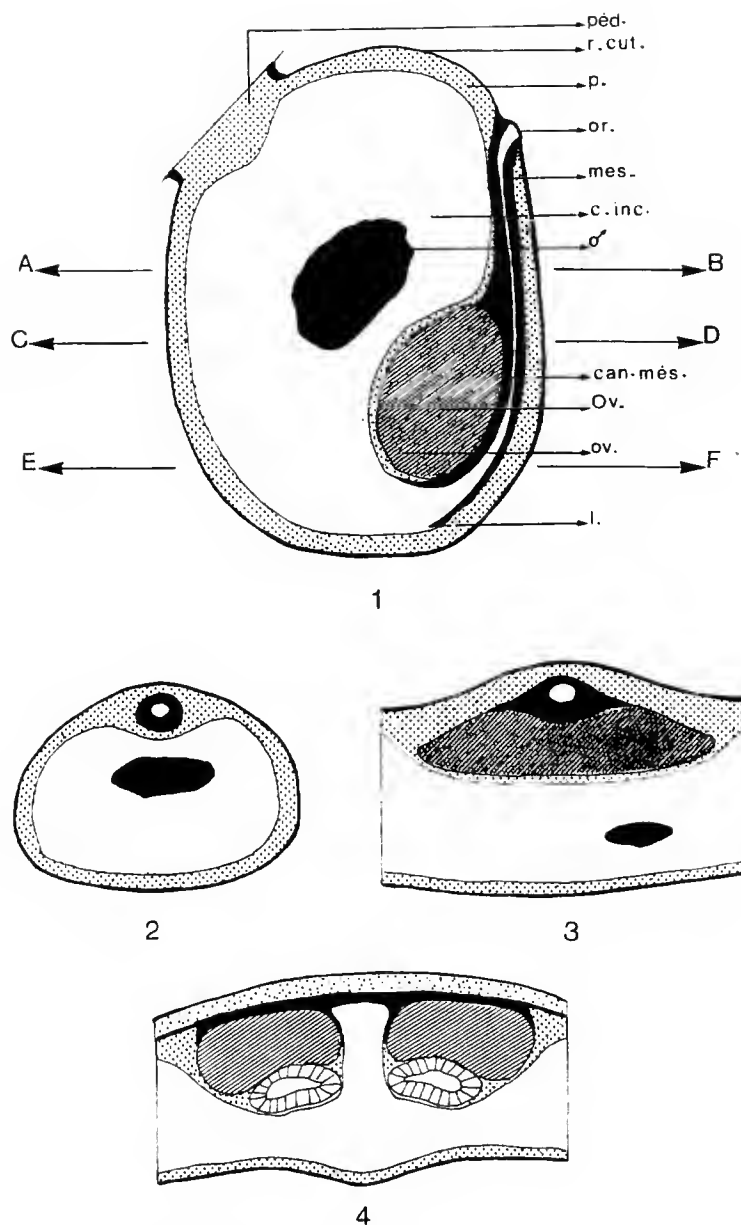 péd.
r.cut.
p.
or.
mes.
c.inc.
♂
A B
C D
can.més.
Ov.
ov.
E F
l.
1
2
3
4